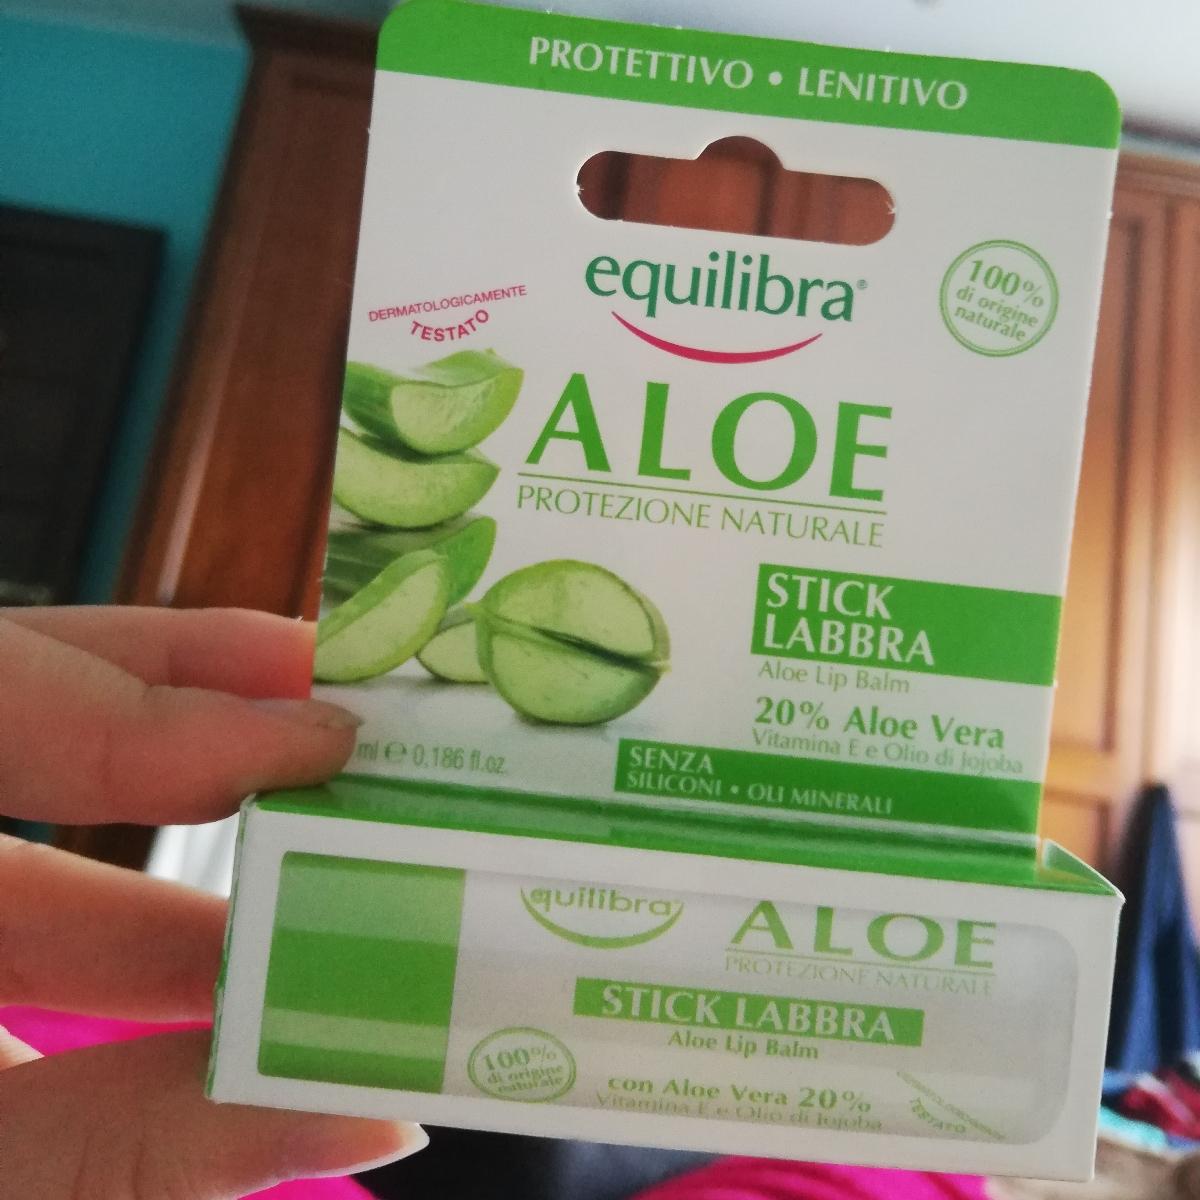 PROTETTIVO • LENITIVO
equilibra®
100%
di origine
naturale
DERMATOLOGICAMENTE
TESTATO
ALOE
PROTEZIONE NATURALE
STICK
LABBRA
Aloe Lip Balm
20% Aloe Vera
Vitamina E e Olio di Jojoba
ml ℮ 0.186 fl.oz.
SENZA
SILICONI • OLI MINERALI
equilibra
ALOE
PROTEZIONE NATURALE
STICK LABBRA
Aloe Lip Balm
100%
di origine
naturale
con Aloe Vera 20%
Vitamina E e Olio di Jojoba
DERMATOLOGICAMENTE
TESTATO